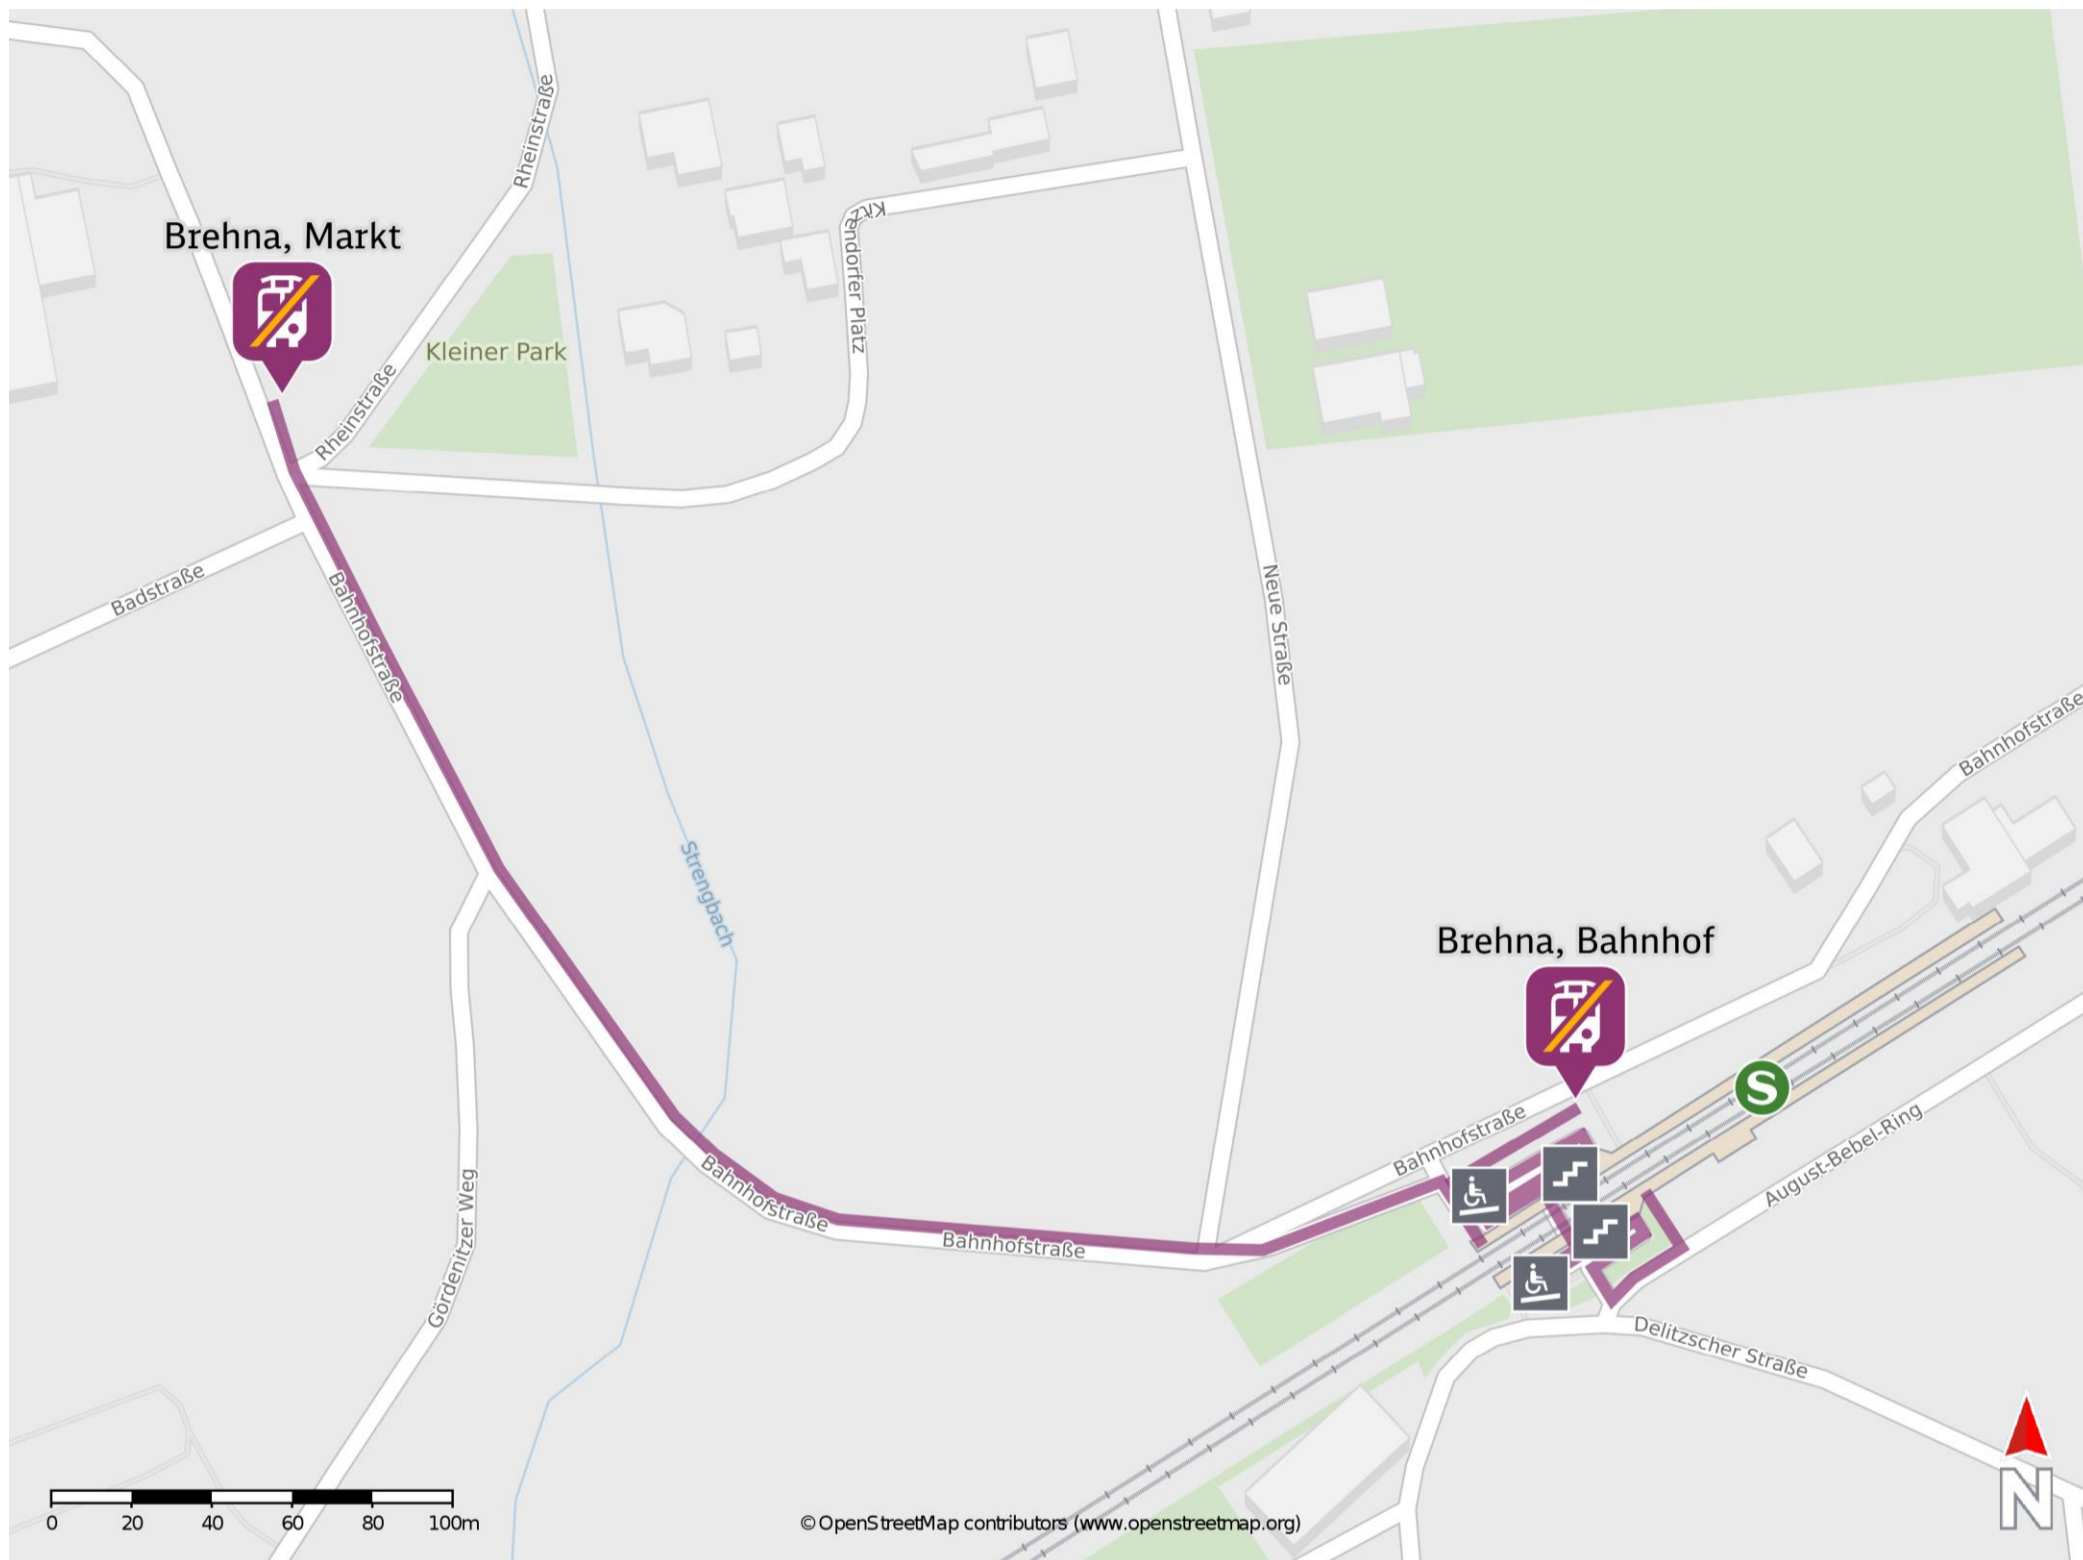 Rheinstraße
Kitzendorfer Platz
Brehna, Markt
Kleiner Park
Rheinstraße
Badstraße
Bahnhofstraße
Neue Straße
Bahnhofstraße
Strengbach
Brehna, Bahnhof
S
Bahnhofstraße
August-Bebel-Ring
Bahnhofstraße
Bahnhofstraße
Gördenitzer Weg
Delitzscher Straße
N
0 20 40 60 80 100m
© OpenStreetMap contributors (www.openstreetmap.org)